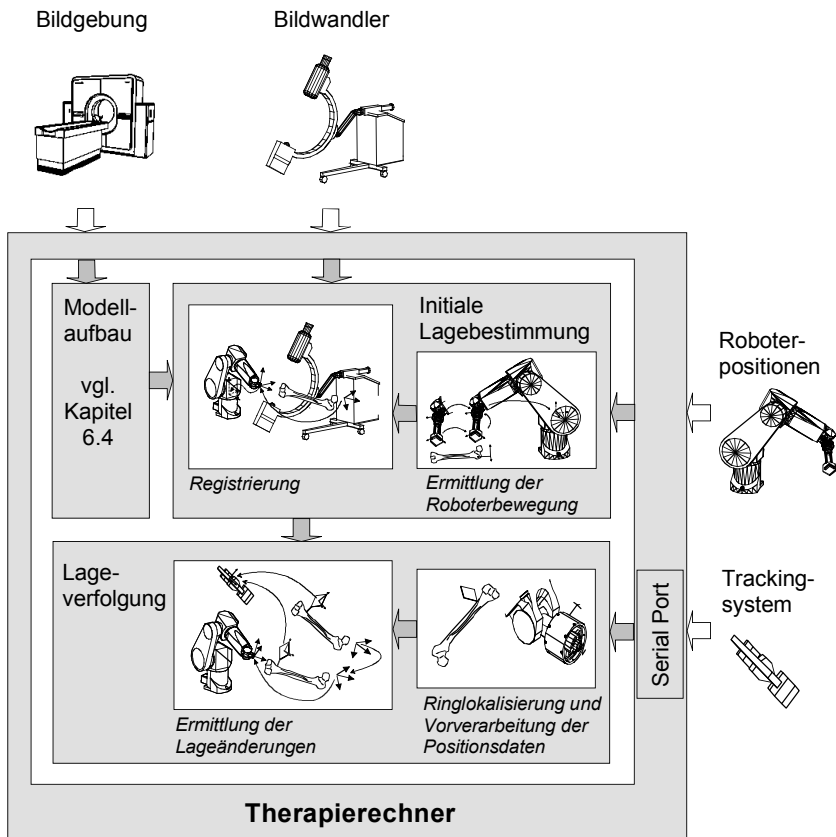 Bildgebung
Bildwandler
Modell-
aufbau
vgl.
Kapitel
6.4
Initiale
Lagebestimmung
Registrierung
Ermittlung der
Roboterbewegung
Roboter-
positionen
Lage-
verfolgung
Ermittlung der
Lageänderungen
Ringlokalisierung und
Vorverarbeitung der
Positionsdaten
Serial Port
Tracking-
system
Therapierechner